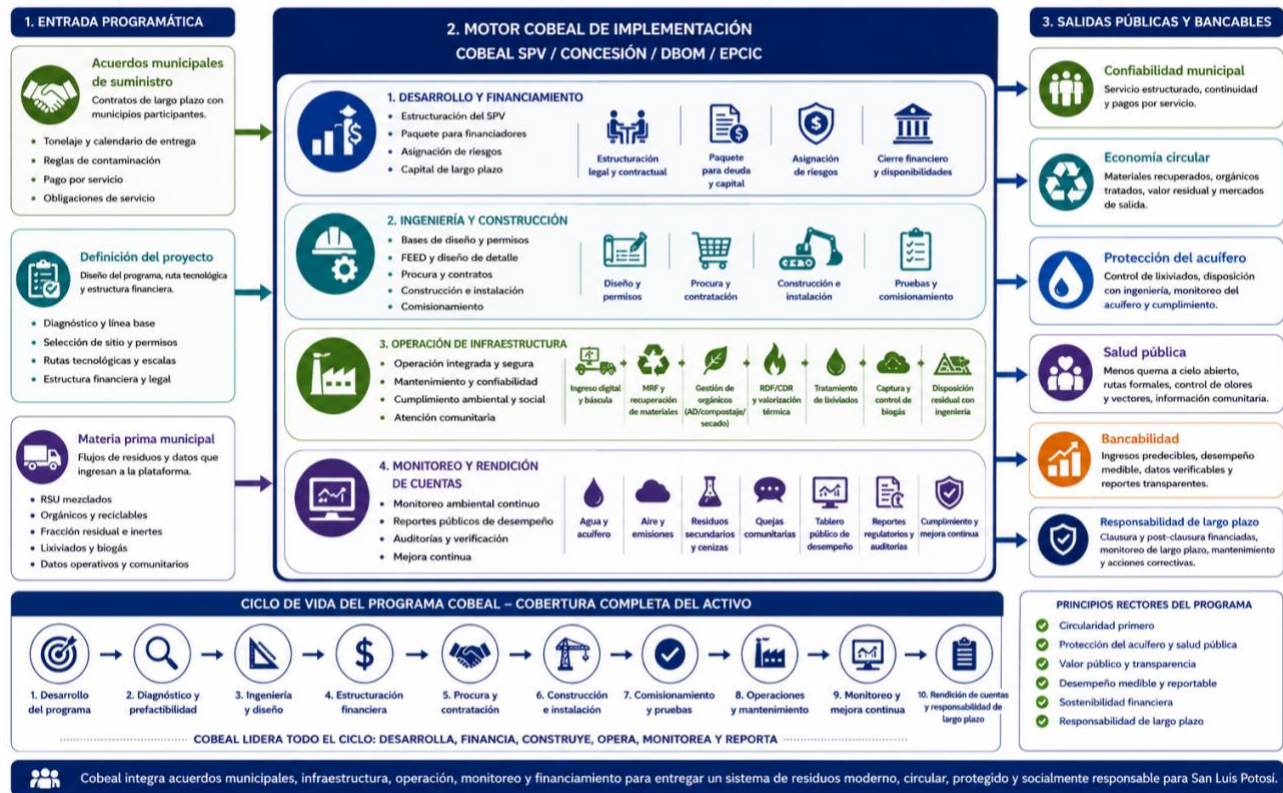 1. ENTRADA PROGRAMÁTICA
Acuerdos municipales
de suministro
Contratos de largo plazo con
municipios participantes.
Tonelaje y calendario de entrega
Reglas de contaminación
Pago por servicio
Obligaciones de servicio
Definición del proyecto
Diseño del programa, ruta tecnológica
y estructura financiera.
Diagnóstico y línea base
Selección de sitio y permisos
Rutas tecnológicas y escalas
Estructura financiera y legal
Materia prima municipal
Flujos de residuos y datos que
ingresan a la plataforma.
RSU mezclados
Orgánicos y reciclables
Fracción residual e inertes
Lixiviados y biogás
Datos operativos y comunitarios
2. MOTOR COBEAL DE IMPLEMENTACIÓN
COBEAL SPV / CONCESIÓN / DBOM / EPCIC
1. DESARROLLO Y FINANCIAMIENTO
Estructuración del SPV
Paquete para financiadores
Asignación de riesgos
Capital de largo plazo
Estructuración
legal y contractual
Paquete
para deuda
y capital
Asignación
de riesgos
Cierre financiero
y disponibilidades
2. INGENIERÍA Y CONSTRUCCIÓN
Bases de diseño y permisos
FEED y diseño de detalle
Procura y contratos
Construcción e instalación
Comisionamiento
Diseño y
permisos
Procura y
contratación
Construcción e
instalación
Pruebas y
comisionamiento
3. OPERACIÓN DE INFRAESTRUCTURA
Operación integrada y segura
Mantenimiento y confiabilidad
Cumplimiento ambiental y social
Atención comunitaria
Ingreso digital
y báscula
MRF y
recuperación
de materiales
Gestión de
orgánicos
(AD/compostaje/
secado)
RDF/CDR
y valorización
térmica
Tratamiento
de lixiviados
Captura y
control de
biogás
Disposición
residual con
ingeniería
4. MONITOREO Y RENDICIÓN
DE CUENTAS
Monitoreo ambiental continuo
Reportes públicos de desempeño
Auditorías y verificación
Mejora continua
Agua y
acuífero
Aire y
emisiones
Residuos
secundarios
y cenizas
Quejas
comunitarias
Tablero
público de
desempeño
Reportes
regulatorios y
auditorías
Cumplimiento y
mejora continua
3. SALIDAS PÚBLICAS Y BANCABLES
Confiabilidad municipal
Servicio estructurado, continuidad
y pagos por servicio.
Economía circular
Materiales recuperados, orgánicos
tratados, valor residual y mercados
de salida.
Protección del acuífero
Control de lixiviados, disposición
con ingeniería, monitoreo del
acuífero y cumplimiento.
Salud pública
Menos quema a cielo abierto,
rutas formales, control de olores
y vectores, información comunitaria.
Bancabilidad
Ingresos predecibles, desempeño
medible, datos verificables y
reportes transparentes.
Responsabilidad de largo plazo
Clausura y post-clausura financiadas,
monitoreo de largo plazo, mantenimiento
y acciones correctivas.
CICLO DE VIDA DEL PROGRAMA COBEAL – COBERTURA COMPLETA DEL ACTIVO
1. Desarrollo
del programa
2. Diagnóstico y
prefactibilidad
3. Ingeniería
y diseño
4. Estructuración
financiera
5. Procura y
contratación
6. Construcción
e instalación
7. Comisionamiento
y pruebas
8. Operaciones
y mantenimiento
9. Monitoreo y
mejora continua
10. Rendición de cuentas
y responsabilidad de
largo plazo
COBEAL LIDERA TODO EL CICLO: DESARROLLA, FINANCIA, CONSTRUYE, OPERA, MONITOREA Y REPORTA
PRINCIPIOS RECTORES DEL PROGRAMA
Circularidad primero
Protección del acuífero y salud pública
Valor público y transparencia
Desempeño medible y reportable
Sostenibilidad financiera
Responsabilidad de largo plazo
Cobeal integra acuerdos municipales, infraestructura, operación, monitoreo y financiamiento para entregar un sistema de residuos moderno, circular, protegido y socialmente responsable para San Luis Potosí.